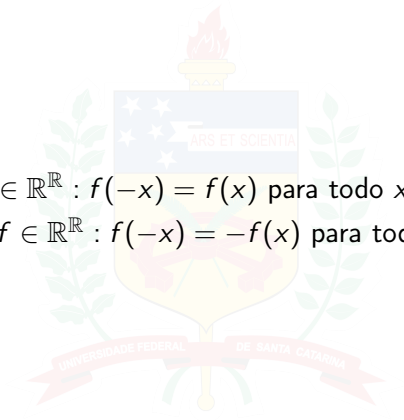 ARS ET SCIENTIA
∈ ℝ^ℝ : f(−x) = f(x) para todo x
f ∈ ℝ^ℝ : f(−x) = −f(x) para tod
UNIVERSIDADE FEDERAL DE SANTA CATARINA